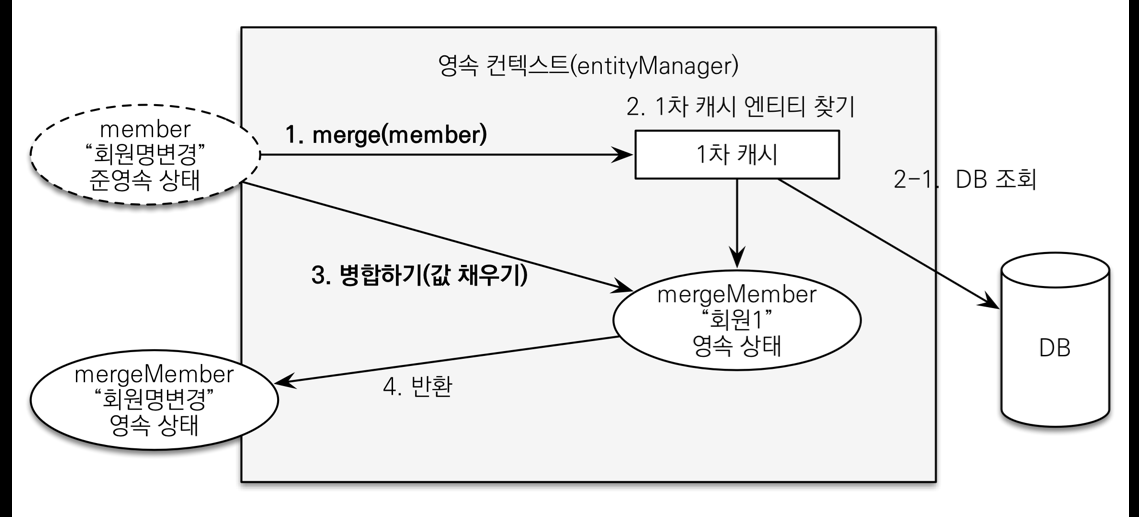 영속 컨텍스트(entityManager)
2. 1차 캐시 엔티티 찾기
member
“회원명변경”
준영속 상태
1. merge(member)
1차 캐시
2-1. DB 조회
3. 병합하기(값 채우기)
mergeMember
“회원1”
영속 상태
DB
mergeMember
“회원명변경”
영속 상태
4. 반환